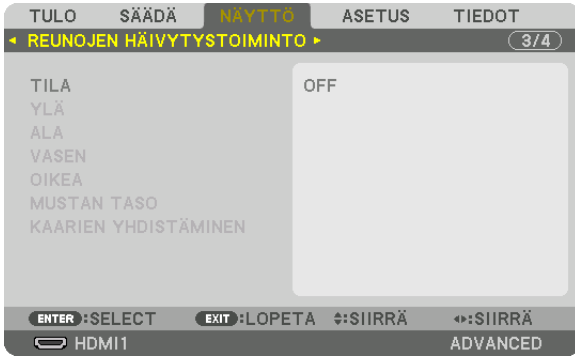 TULO SÄÄDÄ NÄYTTÖ ASETUS TIEDOT
REUNOJEN HÄIVYTYSTOIMINTO 3/4
TILA OFF
YLÄ
ALA
VASEN
OIKEA
MUSTAN TASO
KAARIEN YHDISTÄMINEN
ENTER :SELECT EXIT :LOPETA :SIIRRÄ :SIIRRÄ
HDMI1 ADVANCED